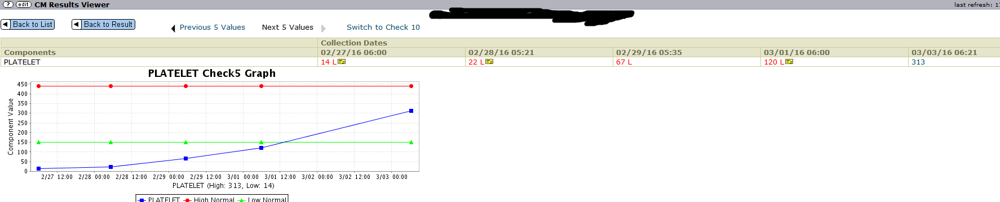 ? edit CM Results Viewer last refresh: 1
Back to List Back to Result Previous 5 Values Next 5 Values Switch to Check 10
Collection Dates
Components 02/27/16 06:00 02/28/16 05:21 02/29/16 05:35 03/01/16 06:00 03/03/16 06:21
PLATELET 14 L 22 L 67 L 120 L 313
PLATELET Check5 Graph
450
400
350
300
250
200
150
100
50
0
Component Value
2/27 12:00 2/28 00:00 2/28 12:00 2/29 00:00 2/29 12:00 3/01 00:00 3/01 12:00 3/02 00:00 3/02 12:00 3/03 00:00
PLATELET (High: 313, Low: 14)
PLATELET High Normal Low Normal